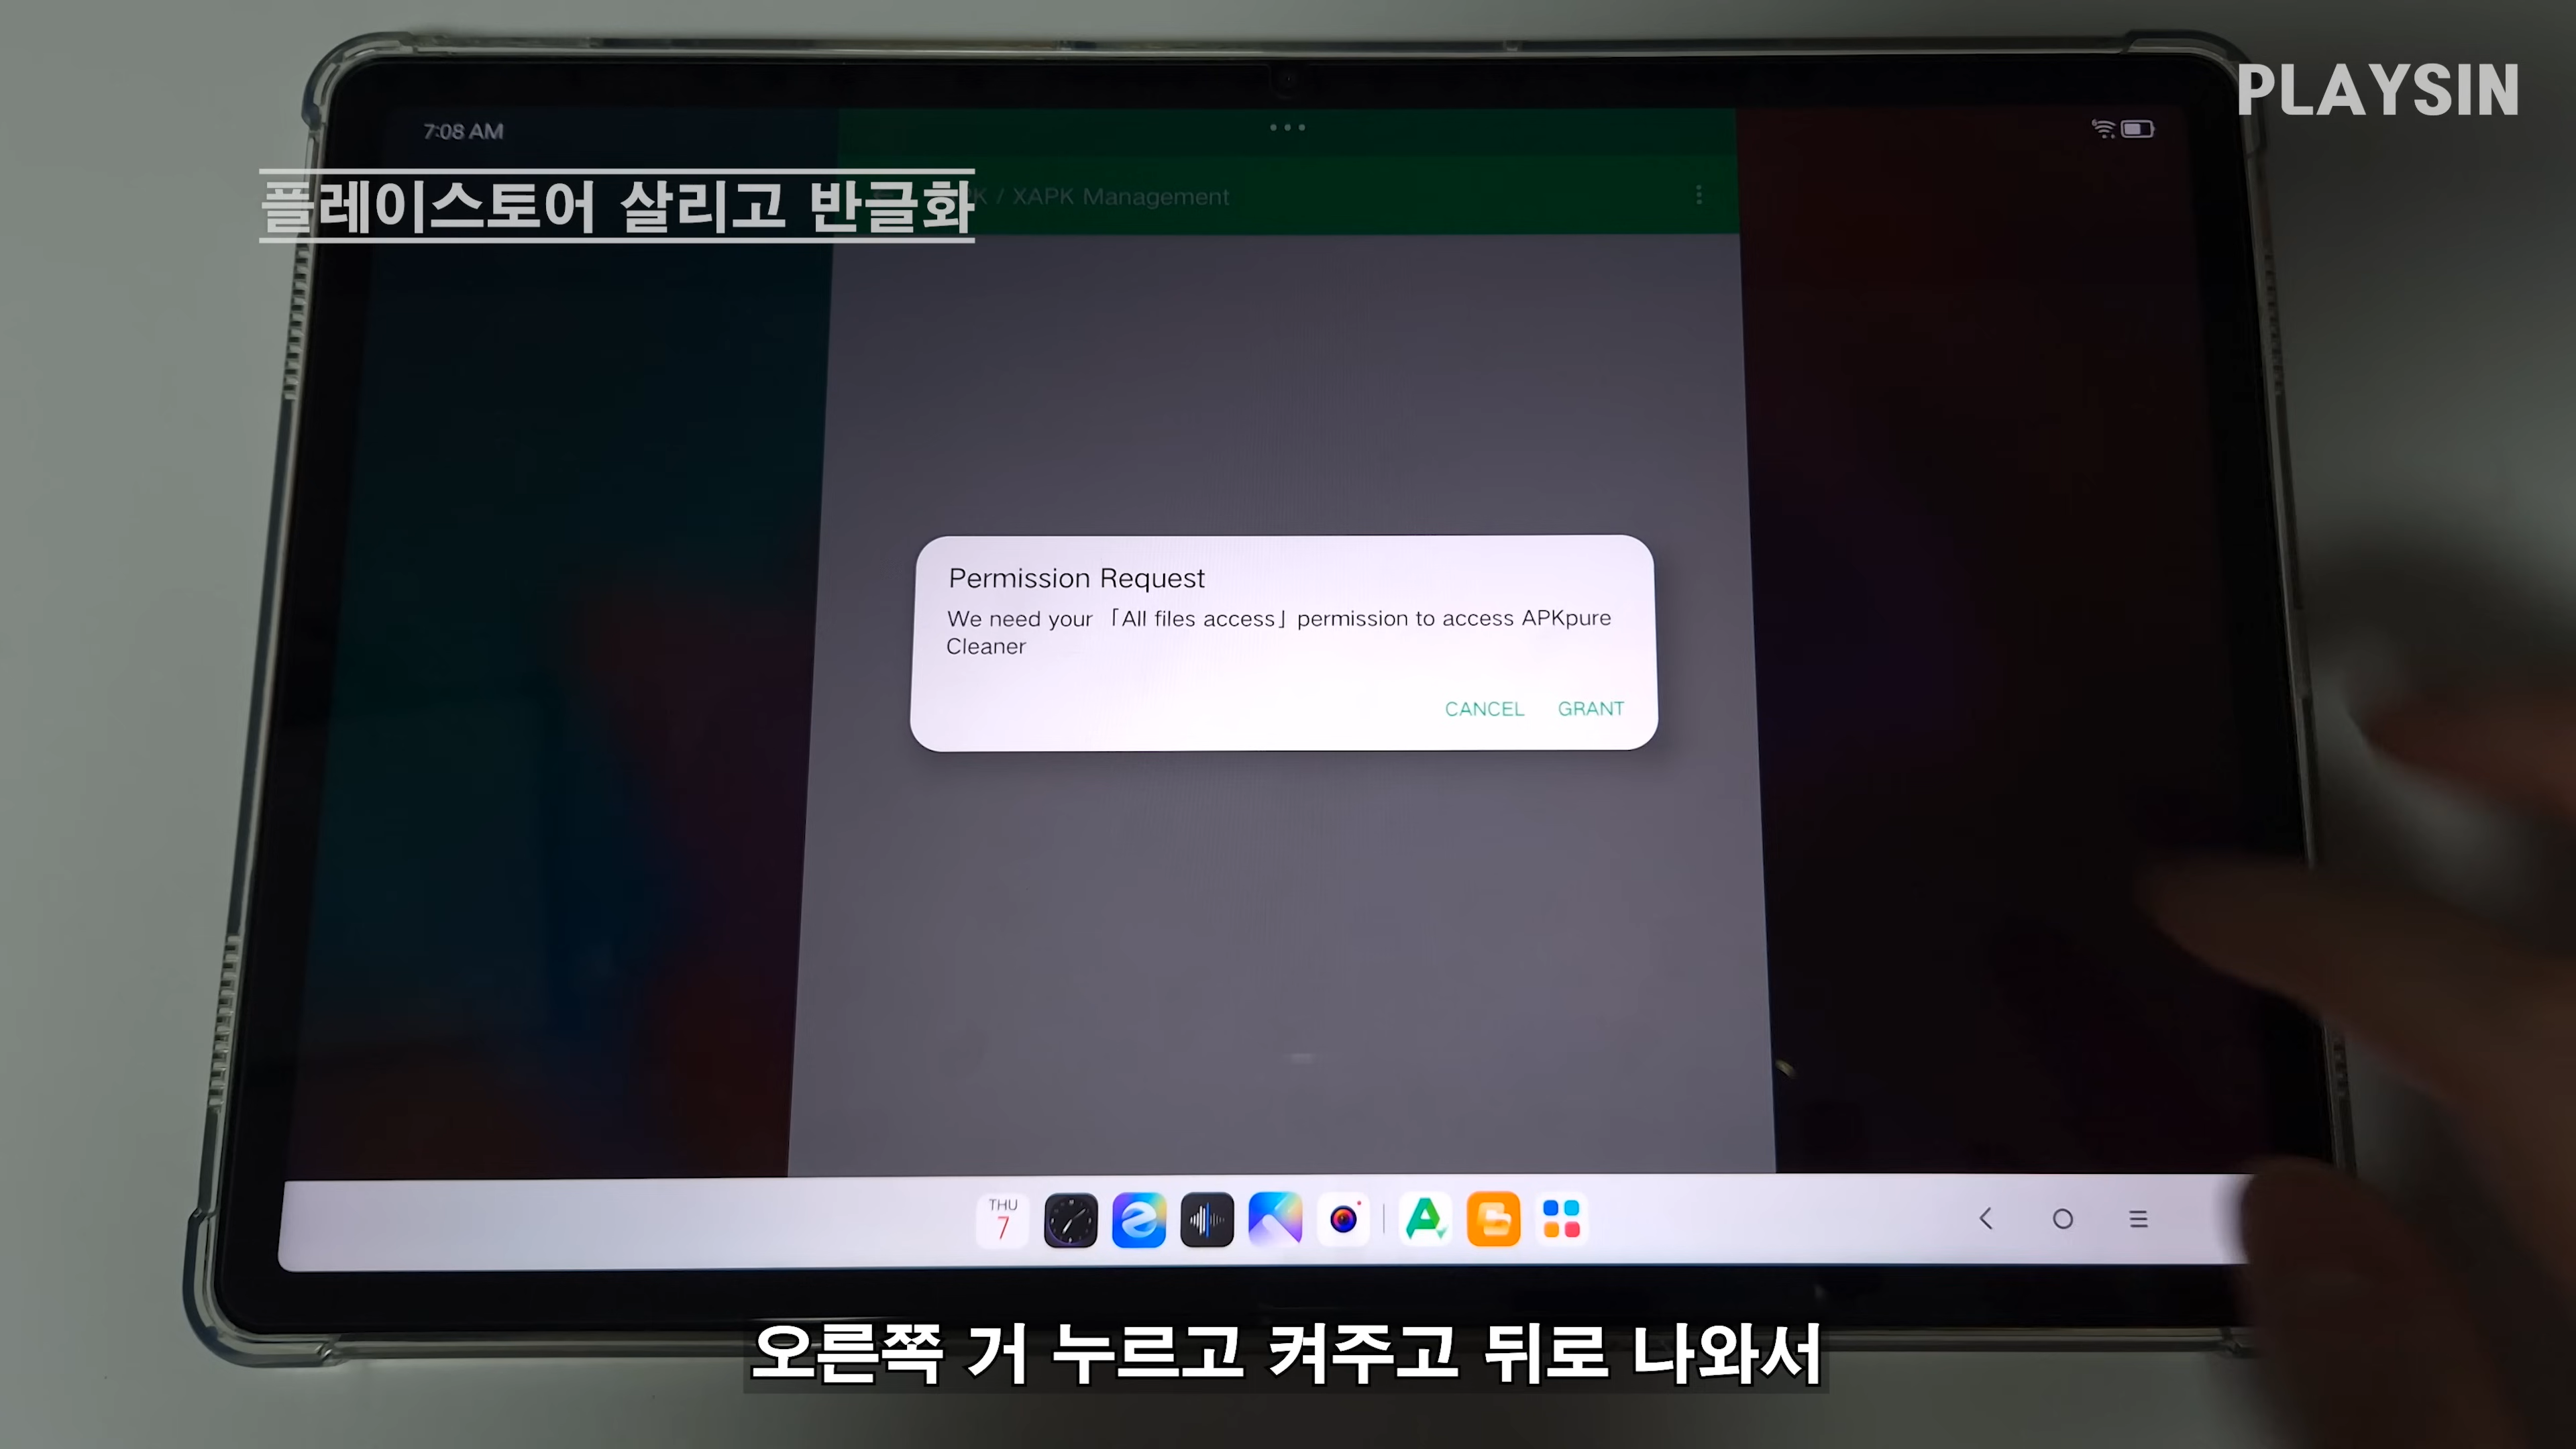 PLAYSIN
7:08 AM
플레이스토어 살리고 반글화
K / XAPK Management
Permission Request
We need your 「All files access」 permission to access APKpure
Cleaner
CANCEL GRANT
THU
7
오른쪽 거 누르고 켜주고 뒤로 나와서